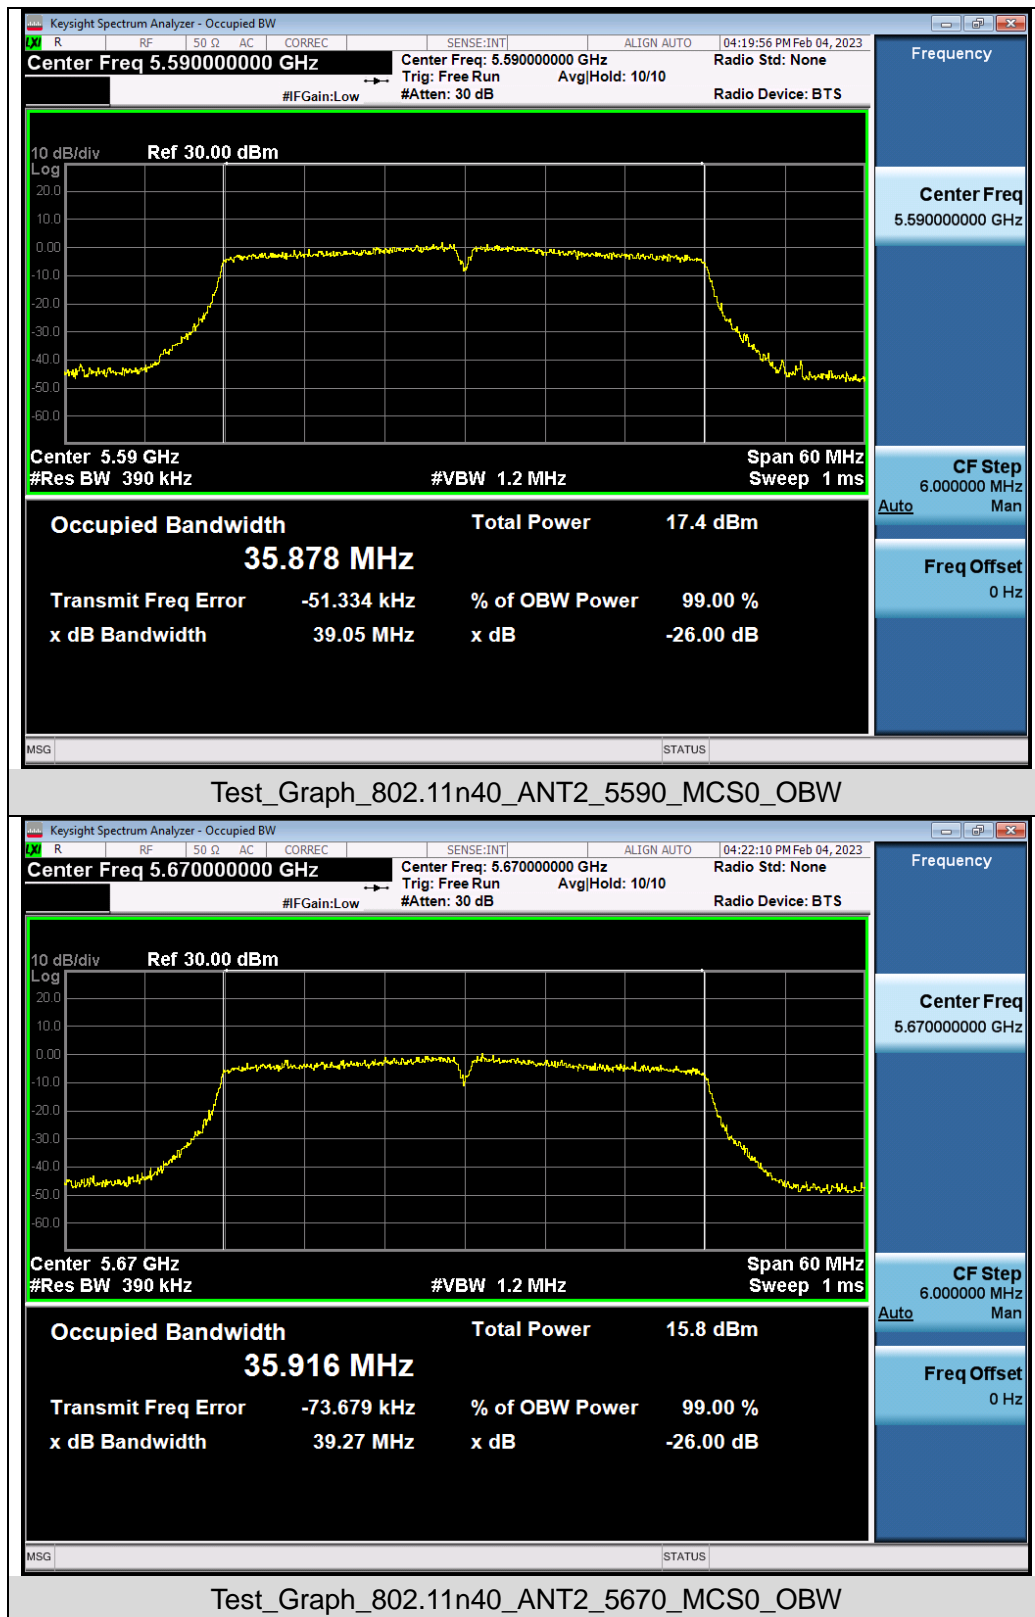 Keysight Spectrum Analyzer - Occupied BW
LXI R RF 50 Ω AC CORREC SENSE:INT ALIGN AUTO 04:19:56 PM Feb 04, 2023
Center Freq 5.590000000 GHz
Center Freq: 5.590000000 GHz Radio Std: None
Trig: Free Run Avg|Hold: 10/10
#IFGain:Low #Atten: 30 dB Radio Device: BTS
10 dB/div Ref 30.00 dBm
Log
20.0
10.0
0.00
-10.0
-20.0
-30.0
-40.0
-50.0
-60.0
Center 5.59 GHz Span 60 MHz
#Res BW 390 kHz #VBW 1.2 MHz Sweep 1 ms
Occupied Bandwidth Total Power 17.4 dBm
35.878 MHz
Transmit Freq Error -51.334 kHz % of OBW Power 99.00 %
x dB Bandwidth 39.05 MHz x dB -26.00 dB
Frequency
Center Freq
5.590000000 GHz
CF Step
6.000000 MHz
Auto Man
Freq Offset
0 Hz
MSG STATUS
Test_Graph_802.11n40_ANT2_5590_MCS0_OBW
Keysight Spectrum Analyzer - Occupied BW
LXI R RF 50 Ω AC CORREC SENSE:INT ALIGN AUTO 04:22:10 PM Feb 04, 2023
Center Freq 5.670000000 GHz
Center Freq: 5.670000000 GHz Radio Std: None
Trig: Free Run Avg|Hold: 10/10
#IFGain:Low #Atten: 30 dB Radio Device: BTS
10 dB/div Ref 30.00 dBm
Log
20.0
10.0
0.00
-10.0
-20.0
-30.0
-40.0
-50.0
-60.0
Center 5.67 GHz Span 60 MHz
#Res BW 390 kHz #VBW 1.2 MHz Sweep 1 ms
Occupied Bandwidth Total Power 15.8 dBm
35.916 MHz
Transmit Freq Error -73.679 kHz % of OBW Power 99.00 %
x dB Bandwidth 39.27 MHz x dB -26.00 dB
Frequency
Center Freq
5.670000000 GHz
CF Step
6.000000 MHz
Auto Man
Freq Offset
0 Hz
MSG STATUS
Test_Graph_802.11n40_ANT2_5670_MCS0_OBW